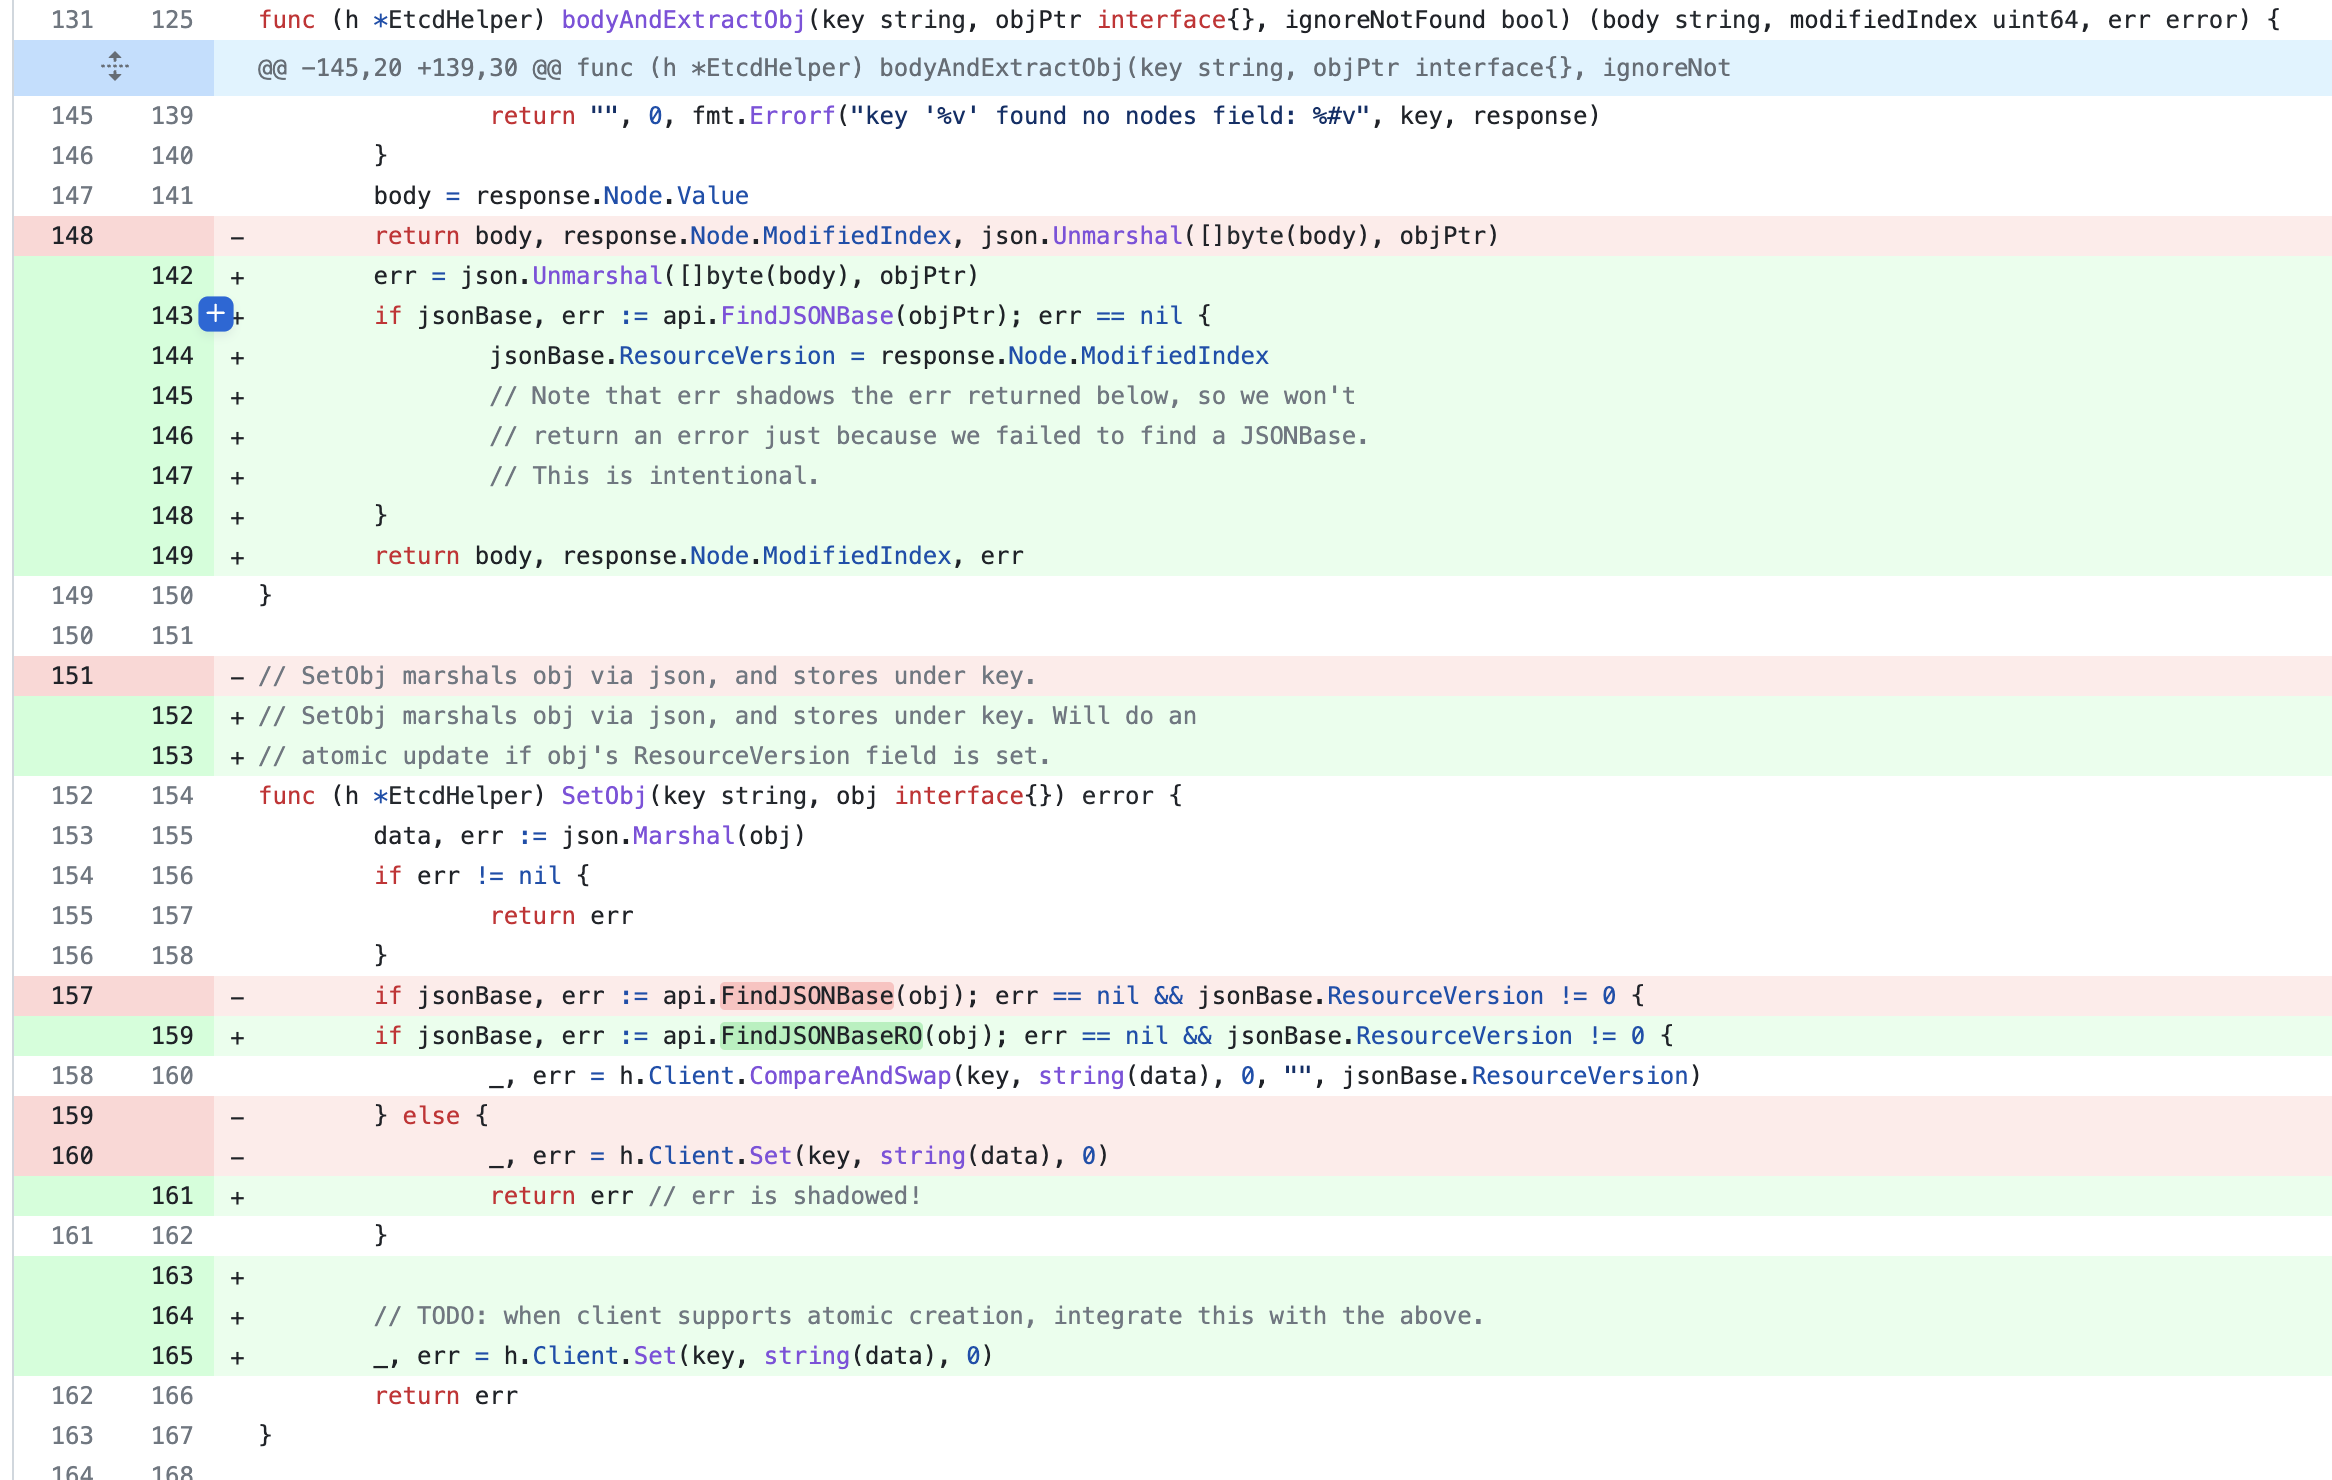 131 125 func (h *EtcdHelper) bodyAndExtractObj(key string, objPtr interface{}, ignoreNotFound bool) (body string, modifiedIndex uint64, err error) {
@@ -145,20 +139,30 @@ func (h *EtcdHelper) bodyAndExtractObj(key string, objPtr interface{}, ignoreNot
145 139 return "", 0, fmt.Errorf("key '%v' found no nodes field: %#v", key, response)
146 140 }
147 141 body = response.Node.Value
148 - return body, response.Node.ModifiedIndex, json.Unmarshal([]byte(body), objPtr)
142 + err = json.Unmarshal([]byte(body), objPtr)
143 + + if jsonBase, err := api.FindJSONBase(objPtr); err == nil {
144 + jsonBase.ResourceVersion = response.Node.ModifiedIndex
145 + // Note that err shadows the err returned below, so we won't
146 + // return an error just because we failed to find a JSONBase.
147 + // This is intentional.
148 + }
149 + return body, response.Node.ModifiedIndex, err
149 150 }
150 151
151 - // SetObj marshals obj via json, and stores under key.
152 + // SetObj marshals obj via json, and stores under key. Will do an
153 + // atomic update if obj's ResourceVersion field is set.
152 154 func (h *EtcdHelper) SetObj(key string, obj interface{}) error {
153 155 data, err := json.Marshal(obj)
154 156 if err != nil {
155 157 return err
156 158 }
157 - if jsonBase, err := api.FindJSONBase(obj); err == nil && jsonBase.ResourceVersion != 0 {
159 + if jsonBase, err := api.FindJSONBaseRO(obj); err == nil && jsonBase.ResourceVersion != 0 {
158 160 _, err = h.Client.CompareAndSwap(key, string(data), 0, "", jsonBase.ResourceVersion)
159 - } else {
160 - _, err = h.Client.Set(key, string(data), 0)
161 + return err // err is shadowed!
161 162 }
163 +
164 + // TODO: when client supports atomic creation, integrate this with the above.
165 + _, err = h.Client.Set(key, string(data), 0)
162 166 return err
163 167 }
164 168